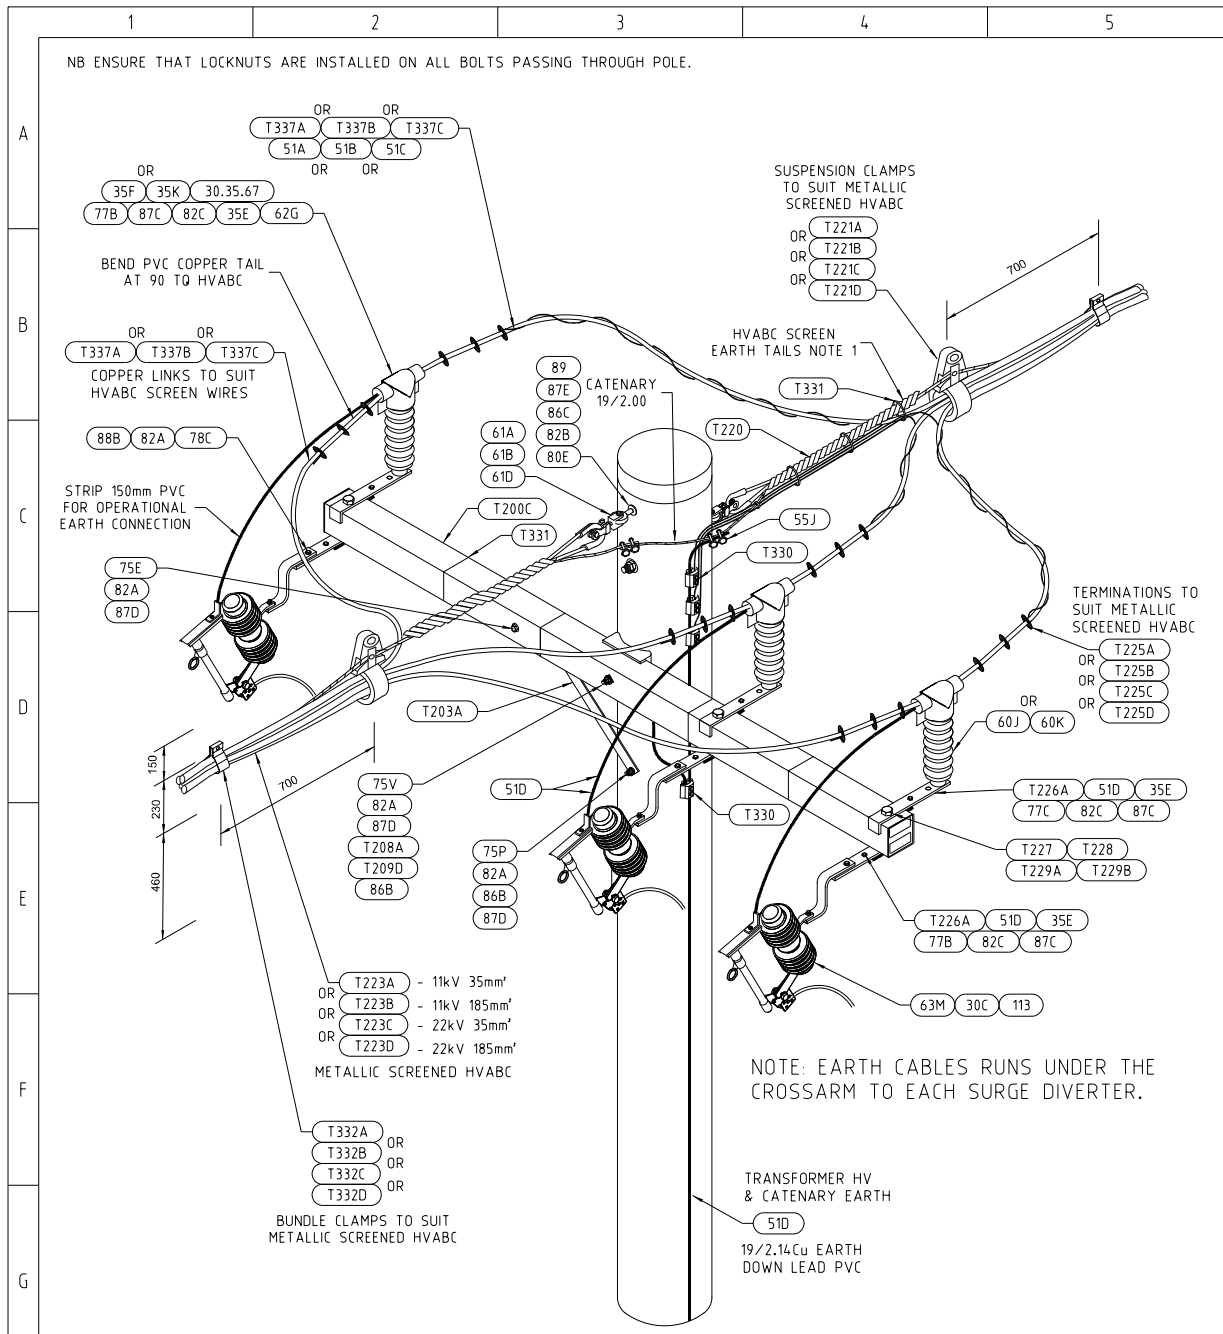 1 2 3 4 5
NB ENSURE THAT LOCKNUTS ARE INSTALLED ON ALL BOLTS PASSING THROUGH POLE.
A
OR OR
T337A T337B T337C
51A 51B 51C
OR OR
OR
35F 35K 30.35.67
77B 87C 82C 35E 62G
SUSPENSION CLAMPS
TO SUIT METALLIC
SCREENED HVABC
T221A
OR
T221B
OR
T221C
OR
T221D
700
BEND PVC COPPER TAIL
AT 90 TO HVABC
B
OR OR
T337A T337B T337C
COPPER LINKS TO SUIT
HVABC SCREEN WIRES
HVABC SCREEN
EARTH TAILS NOTE 1
T331
89
87E
86C
82B
80E
CATENARY
19/2.00
88B 82A 78C
61A
61B
61D
T220
STRIP 150mm PVC
FOR OPERATIONAL
EARTH CONNECTION
C
T200C
T331
55J
T330
75E
82A
87D
TERMINATIONS TO
SUIT METALLIC
SCREENED HVABC
T225A
OR
T225B
OR
T225C
OR
T225D
D
T203A
OR
60J 60K
150
230
460
700
75V
82A
87D
T208A
T209D
86B
51D
T330
T226A 51D 35E
77C 82C 87C
75P
82A
86B
87D
T227 T228
T229A T229B
E
T226A 51D 35E
77B 82C 87C
63M 30C 113
T223A - 11kV 35mm²
OR
T223B - 11kV 185mm²
OR
T223C - 22kV 35mm²
OR
T223D - 22kV 185mm²
METALLIC SCREENED HVABC
NOTE: EARTH CABLES RUNS UNDER THE
CROSSARM TO EACH SURGE DIVERTER.
F
T332A
OR
T332B
OR
T332C
OR
T332D
BUNDLE CLAMPS TO SUIT
METALLIC SCREENED HVABC
TRANSFORMER HV
& CATENARY EARTH
51D
19/2.14Cu EARTH
DOWN LEAD PVC
G